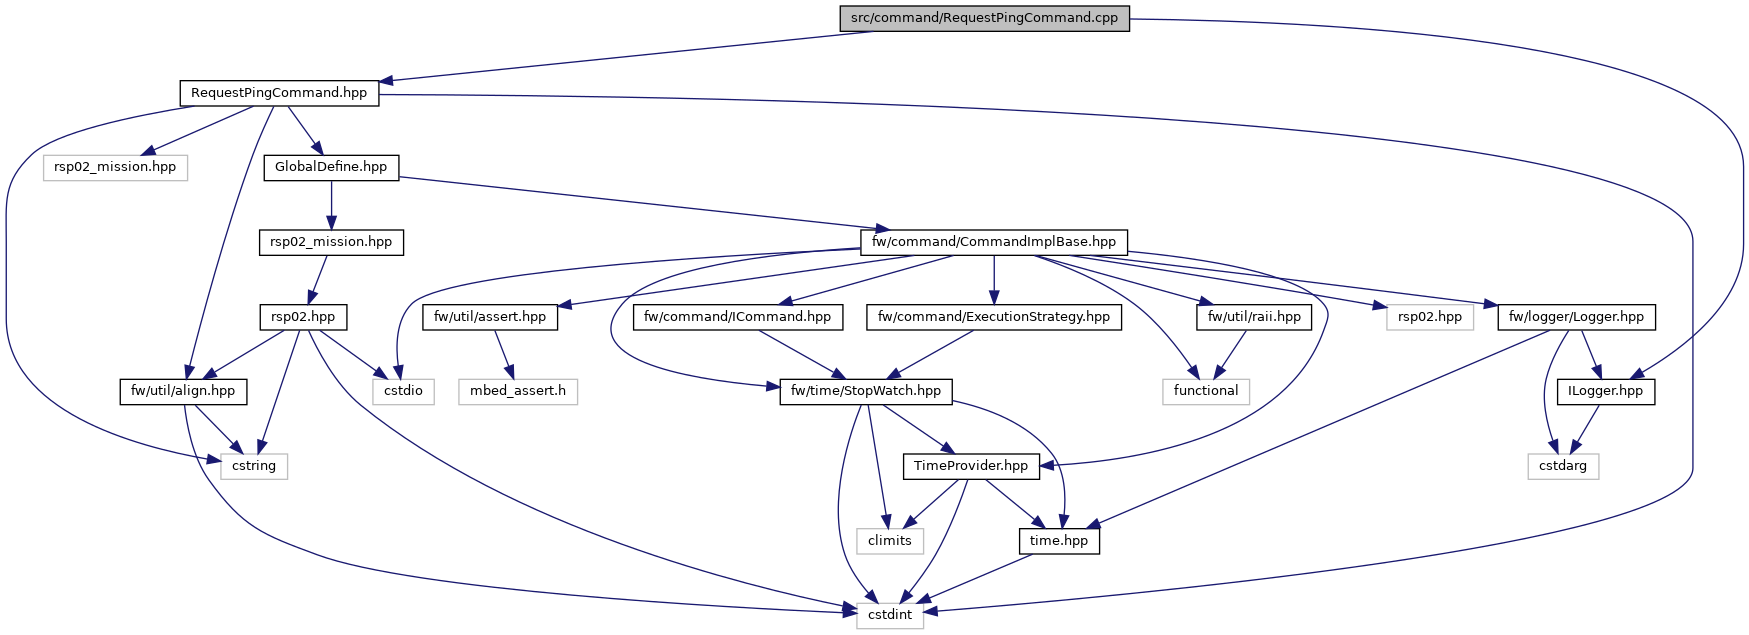 src/command/RequestPingCommand.cpp
RequestPingCommand.hpp
rsp02_mission.hpp
GlobalDefine.hpp
rsp02_mission.hpp
fw/command/CommandImplBase.hpp
rsp02.hpp
fw/util/assert.hpp
fw/command/ICommand.hpp
fw/command/ExecutionStrategy.hpp
fw/util/raii.hpp
rsp02.hpp
fw/logger/Logger.hpp
fw/util/align.hpp
cstdio
mbed_assert.h
fw/time/StopWatch.hpp
functional
ILogger.hpp
cstring
TimeProvider.hpp
cstdarg
climits
time.hpp
cstdint